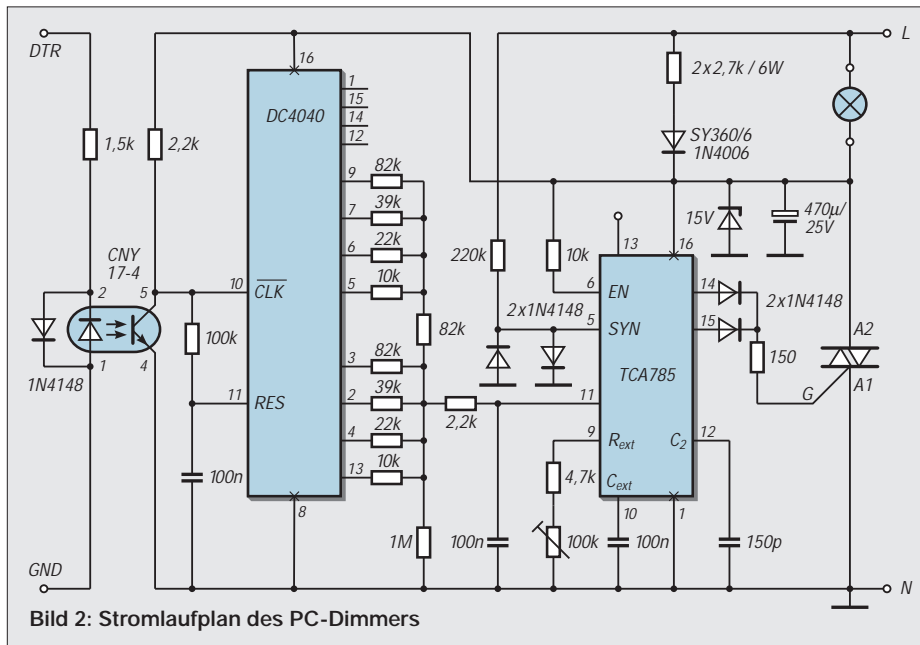 DTR
L
16
1
15
14
12
DC4040
2x2,7k / 6W
SY360/6
1N4006
1,5k
2,2k
9
82k
7
39k
6
22k
5
10k
CNY
17-4
2
5
10
CLK
1
4
1N4148
100k
11
RES
100n
82k
3
82k
2
39k
4
22k
13
10k
8
1M
2,2k
100n
220k
10k
13
16
15V
470µ/
25V
6
EN
14
2x1N4148
2x1N4148
5
SYN
15
TCA785
150
A2
A1
G
11
9
Rext
C2
12
4,7k
Cext
10
1
100k
100n
150p
GND
N
Bild 2: Stromlaufplan des PC-Dimmers